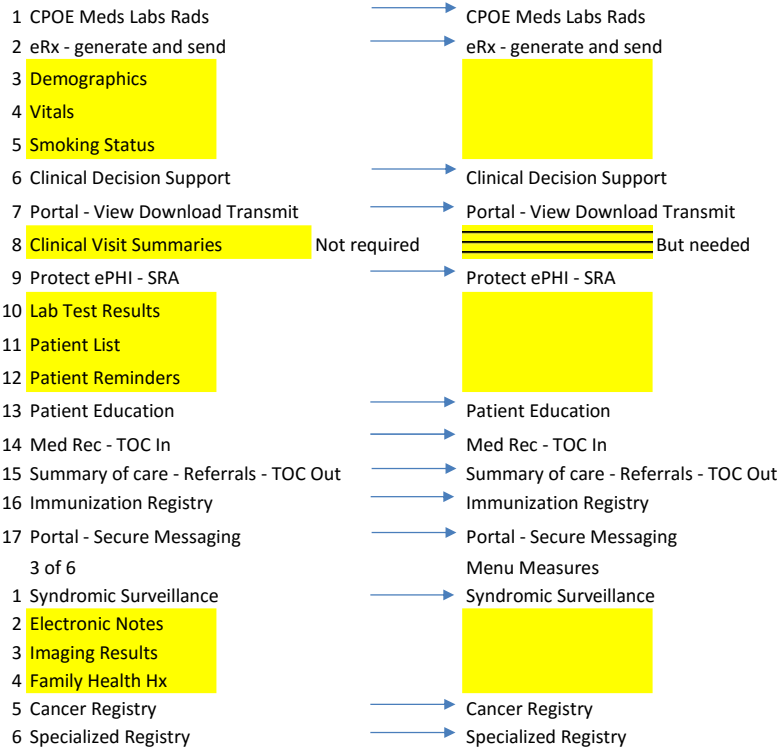 1 CPOE Meds Labs Rads CPOE Meds Labs Rads
2 eRx - generate and send eRx - generate and send
3 Demographics
4 Vitals
5 Smoking Status
6 Clinical Decision Support Clinical Decision Support
7 Portal - View Download Transmit Portal - View Download Transmit
8 Clinical Visit Summaries Not required But needed
9 Protect ePHI - SRA Protect ePHI - SRA
10 Lab Test Results
11 Patient List
12 Patient Reminders
13 Patient Education Patient Education
14 Med Rec - TOC In Med Rec - TOC In
15 Summary of care - Referrals - TOC Out Summary of care - Referrals - TOC Out
16 Immunization Registry Immunization Registry
17 Portal - Secure Messaging Portal - Secure Messaging
3 of 6 Menu Measures
1 Syndromic Surveillance Syndromic Surveillance
2 Electronic Notes
3 Imaging Results
4 Family Health Hx
5 Cancer Registry Cancer Registry
6 Specialized Registry Specialized Registry